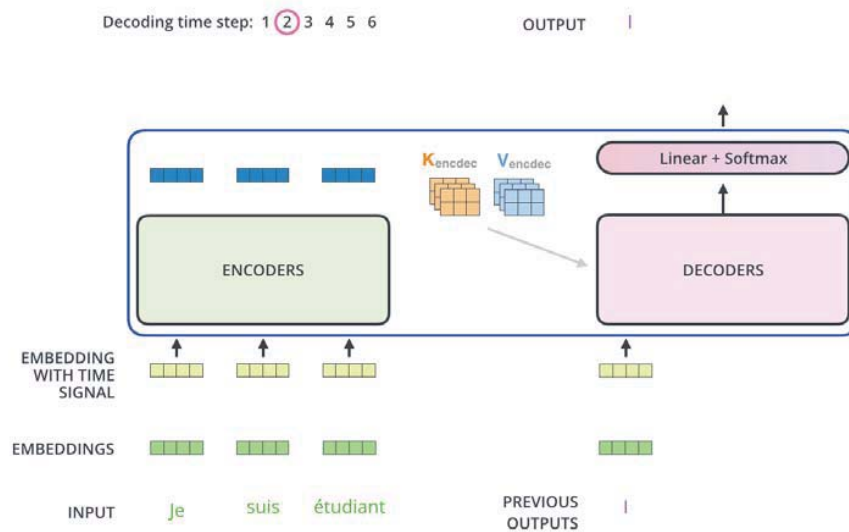 Decoding time step: 1 2 3 4 5 6
OUTPUT I
Kencdec Vencdec
Linear + Softmax
ENCODERS
DECODERS
EMBEDDING
WITH TIME
SIGNAL
EMBEDDINGS
INPUT Je suis étudiant
PREVIOUS
OUTPUTS
I